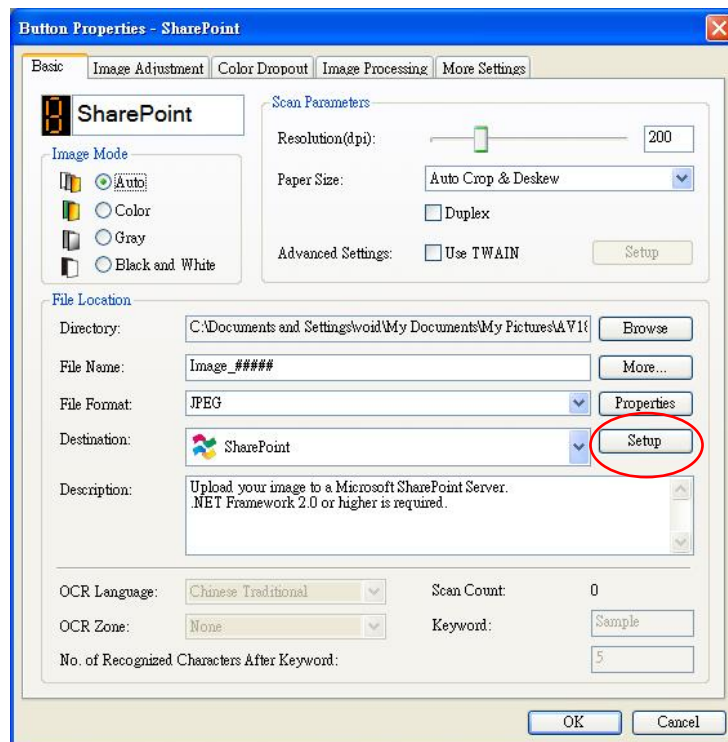 Button Properties - SharePoint
Basic Image Adjustment Color Dropout Image Processing More Settings
SharePoint
Image Mode
Auto
Color
Gray
Black and White
Scan Parameters
Resolution(dpi): 200
Paper Size: Auto Crop & Deskew
Duplex
Advanced Settings: Use TWAIN Setup
File Location
Directory: C:\Documents and Settings\void\My Documents\My Pictures\AV18 Browse
File Name: Image_##### More...
File Format: JPEG Properties
Destination: SharePoint Setup
Description: Upload your image to a Microsoft SharePoint Server.
.NET Framework 2.0 or higher is required.
OCR Language: Chinese Traditional Scan Count: 0
OCR Zone: None Keyword: Sample
No. of Recognized Characters After Keyword: 5
OK Cancel